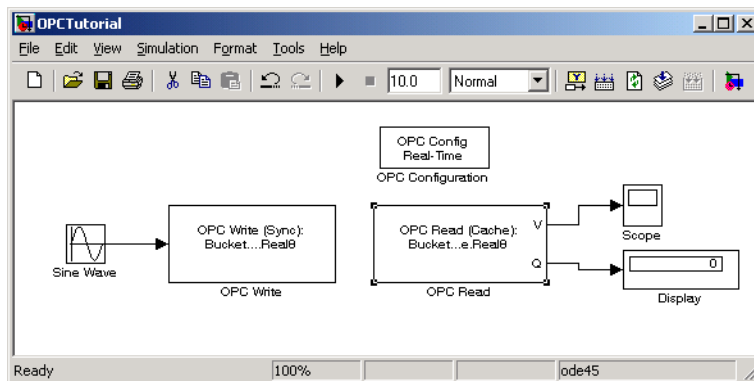 OPCTutorial
File Edit View Simulation Format Tools Help
10.0 Normal
OPC Config
Real-Time
OPC Configuration
OPC Write (Sync):
Bucket....Real8
OPC Write
OPC Read (Cache):
Bucket...e.Real8
V
Q
OPC Read
Sine Wave
Scope
0
Display
Ready 100% ode45